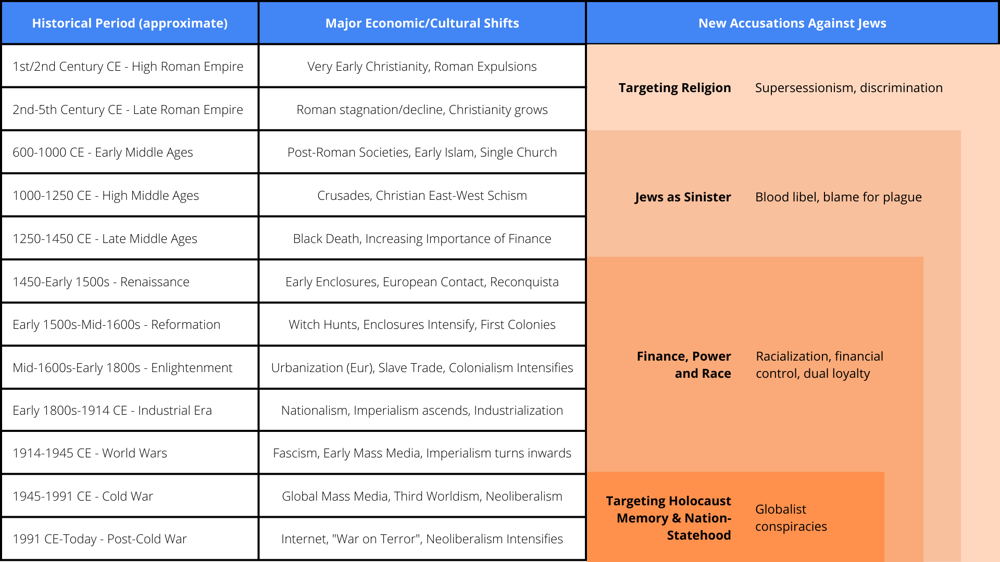 Historical Period (approximate)
Major Economic/Cultural Shifts
New Accusations Against Jews
1st/2nd Century CE - High Roman Empire
Very Early Christianity, Roman Expulsions
2nd-5th Century CE - Late Roman Empire
Roman stagnation/decline, Christianity grows
Targeting Religion
Supersessionism, discrimination
600-1000 CE - Early Middle Ages
Post-Roman Societies, Early Islam, Single Church
1000-1250 CE - High Middle Ages
Crusades, Christian East-West Schism
1250-1450 CE - Late Middle Ages
Black Death, Increasing Importance of Finance
Jews as Sinister
Blood libel, blame for plague
1450-Early 1500s - Renaissance
Early Enclosures, European Contact, Reconquista
Early 1500s-Mid-1600s - Reformation
Witch Hunts, Enclosures Intensify, First Colonies
Mid-1600s-Early 1800s - Enlightenment
Urbanization (Eur), Slave Trade, Colonialism Intensifies
Early 1800s-1914 CE - Industrial Era
Nationalism, Imperialism ascends, Industrialization
1914-1945 CE - World Wars
Fascism, Early Mass Media, Imperialism turns inwards
Finance, Power
and Race
Racialization, financial
control, dual loyalty
1945-1991 CE - Cold War
Global Mass Media, Third Worldism, Neoliberalism
1991 CE-Today - Post-Cold War
Internet, "War on Terror", Neoliberalism Intensifies
Targeting Holocaust
Memory & Nation-
Statehood
Globalist
conspiracies